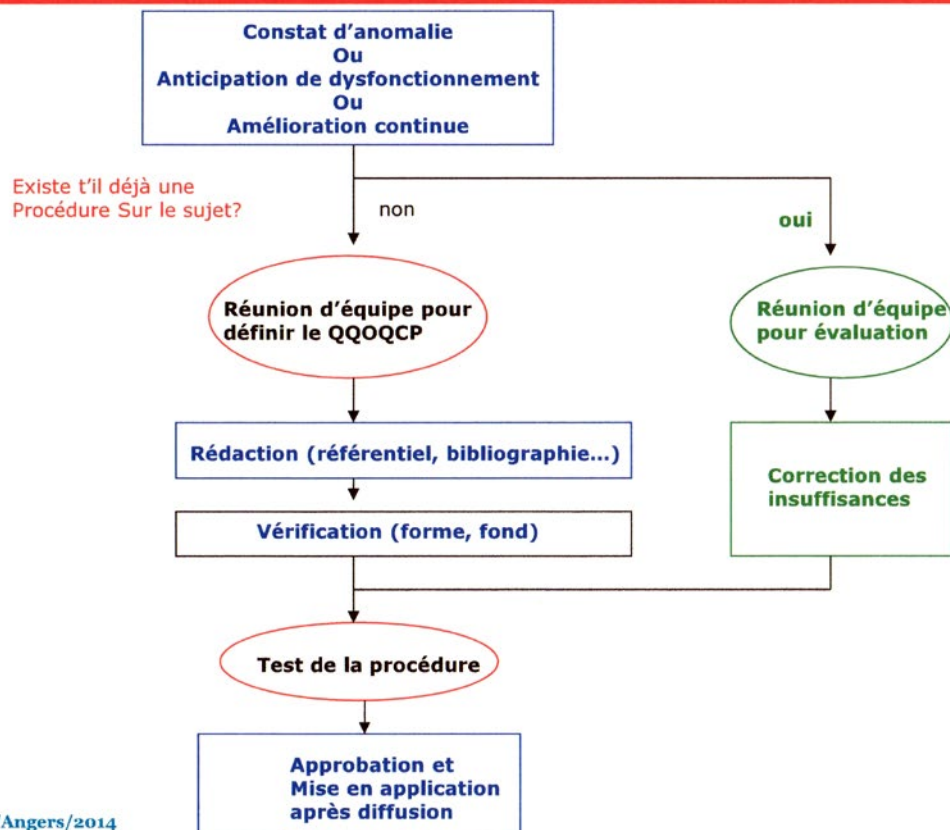 Constat d'anomalie
Ou
Anticipation de dysfonctionnement
Ou
Amélioration continue
Existe t'il déjà une
Procédure Sur le sujet?
non
oui
Réunion d'équipe pour
définir le QQOQCP
Réunion d'équipe
pour évaluation
Rédaction (référentiel, bibliographie...)
Correction des
insuffisances
Vérification (forme, fond)
Test de la procédure
Approbation et
Mise en application
après diffusion
/Angers/2014